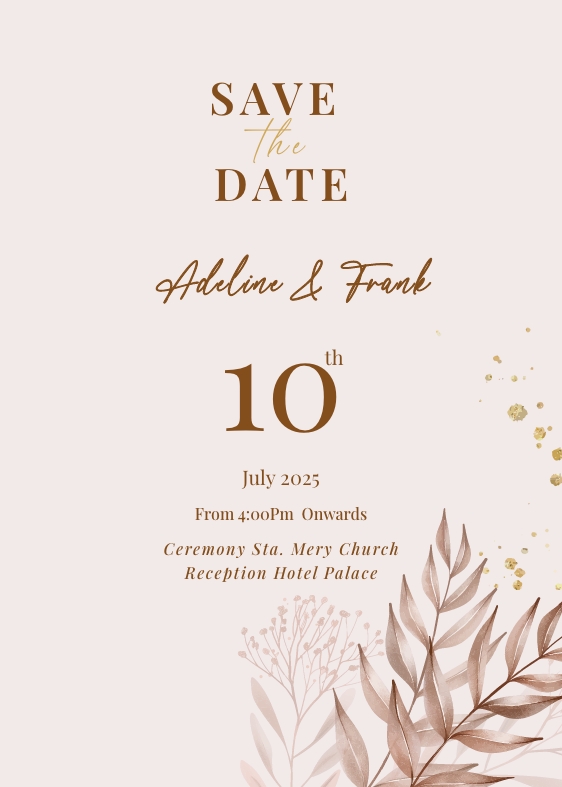 SAVE
the
DATE
Adeline & Frank
10th
July 2025
From 4:00Pm Onwards
Ceremony Sta. Mery Church
Reception Hotel Palace